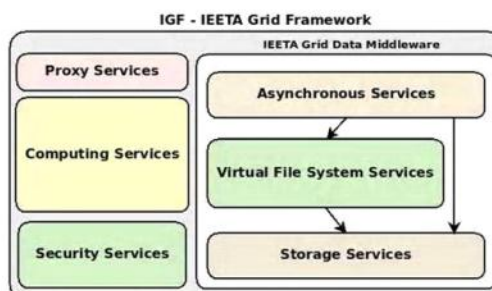 IGF - IEETA Grid Framework
IEETA Grid Data Middleware
Proxy Services
Asynchronous Services
Computing Services
Virtual File System Services
Security Services
Storage Services